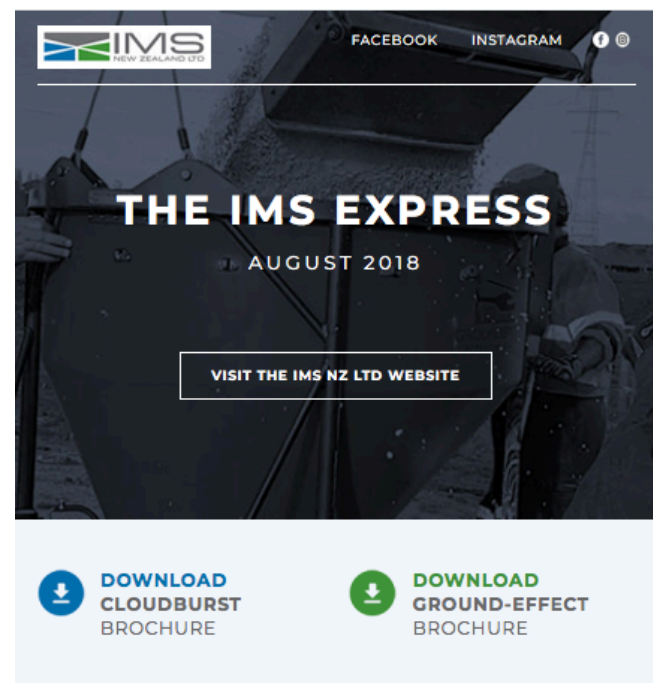 IMS
NEW ZEALAND LTD
FACEBOOK INSTAGRAM
THE IMS EXPRESS
AUGUST 2018
VISIT THE IMS NZ LTD WEBSITE
DOWNLOAD
CLOUDBURST
BROCHURE
DOWNLOAD
GROUND-EFFECT
BROCHURE